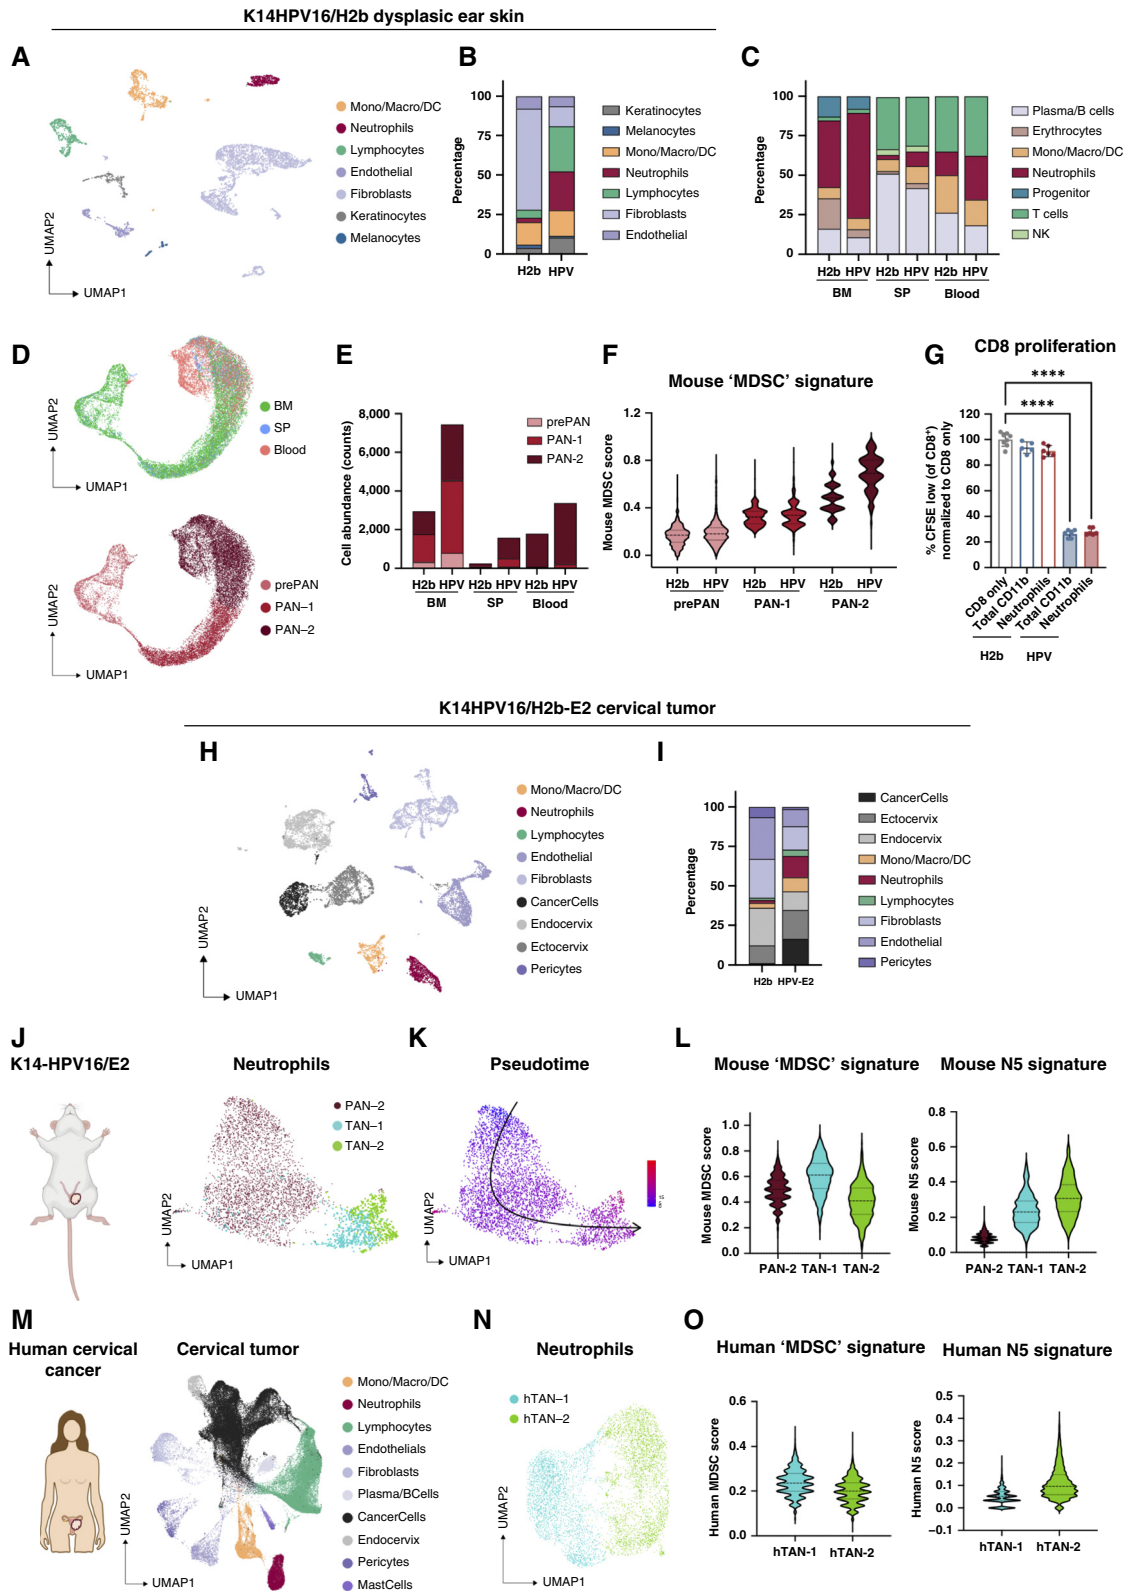 K14HPV16/H2b dysplasic ear skin
A
Mono/Macro/DC
Neutrophils
Lymphocytes
Endothelial
Fibroblasts
Keratinocytes
Melanocytes
UMAP2
UMAP1
B
Percentage
100
75
50
25
0
H2b HPV
Keratinocytes
Melanocytes
Mono/Macro/DC
Neutrophils
Lymphocytes
Fibroblasts
Endothelial
C
Percentage
100
75
50
25
0
H2b HPV H2b HPV H2b HPV
BM SP Blood
Plasma/B cells
Erythrocytes
Mono/Macro/DC
Neutrophils
Progenitor
T cells
NK
D
UMAP2
UMAP1
BM
SP
Blood
UMAP2
UMAP1
prePAN
PAN–1
PAN–2
E
Cell abundance (counts)
8,000
6,000
4,000
2,000
0
H2b HPV H2b HPV H2b HPV
BM SP Blood
prePAN
PAN-1
PAN-2
F
Mouse ‘MDSC’ signature
Mouse MDSC score
1.2
0.8
0.4
0.0
H2b HPV H2b HPV H2b HPV
prePAN PAN-1 PAN-2
G
CD8 proliferation
****
****
% CFSE low (of CD8+)
normalized to CD8 only
120
100
80
60
40
20
0
CD8 only
Total CD11b
Neutrophils
Total CD11b
Neutrophils
H2b HPV
K14HPV16/H2b-E2 cervical tumor
H
UMAP2
UMAP1
Mono/Macro/DC
Neutrophils
Lymphocytes
Endothelial
Fibroblasts
CancerCells
Endocervix
Ectocervix
Pericytes
I
Percentage
100
75
50
25
0
H2b HPV-E2
CancerCells
Ectocervix
Endocervix
Mono/Macro/DC
Neutrophils
Lymphocytes
Fibroblasts
Endothelial
Pericytes
J
K14-HPV16/E2
Neutrophils
PAN–2
TAN–1
TAN–2
UMAP2
UMAP1
K
Pseudotime
UMAP2
UMAP1
L
Mouse ‘MDSC’ signature
Mouse MDSC score
1.0
0.8
0.6
0.4
0.2
0.0
PAN-2 TAN-1 TAN-2
Mouse N5 signature
Mouse N5 score
0.8
0.6
0.4
0.2
0.0
PAN-2 TAN-1 TAN-2
M
Human cervical
cancer
Cervical tumor
UMAP2
UMAP1
Mono/Macro/DC
Neutrophils
Lymphocytes
Endothelials
Fibroblasts
Plasma/BCells
CancerCells
Endocervix
Pericytes
MastCells
N
Neutrophils
hTAN–1
hTAN–2
UMAP2
UMAP1
O
Human ‘MDSC’ signature
Human MDSC score
0.6
0.4
0.2
0.0
hTAN-1 hTAN-2
Human N5 signature
Human N5 score
0.5
0.4
0.3
0.2
0.1
0.0
–0.1
hTAN-1 hTAN-2